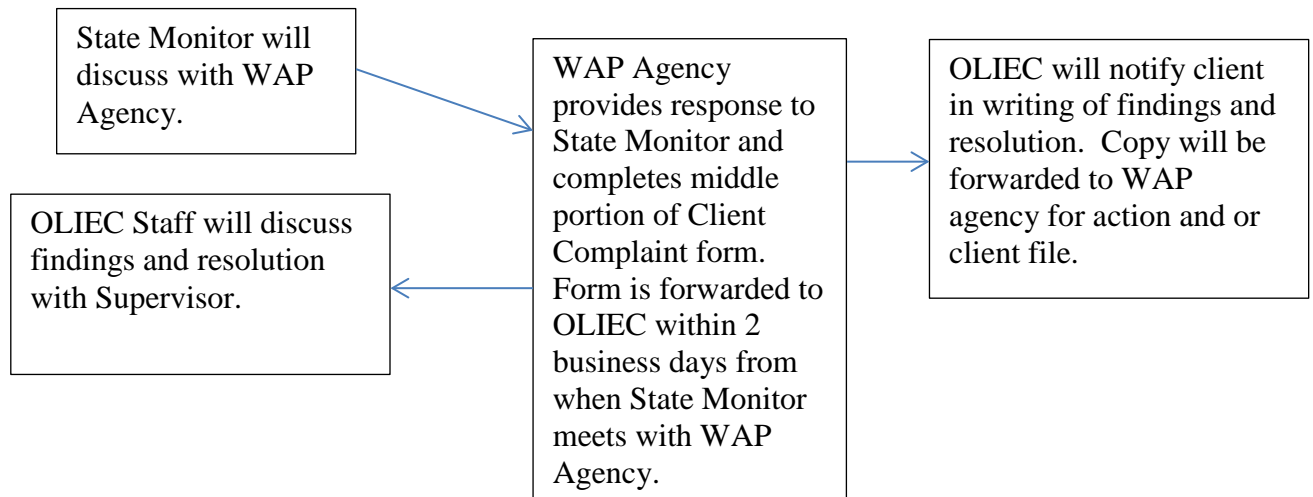 State Monitor will
discuss with WAP
Agency.
WAP Agency
provides response to
State Monitor and
completes middle
portion of Client
Complaint form.
Form is forwarded to
OLIEC within 2
business days from
when State Monitor
meets with WAP
Agency.
OLIEC Staff will discuss
findings and resolution
with Supervisor.
OLIEC will notify client
in writing of findings and
resolution.  Copy will be
forwarded to WAP
agency for action and or
client file.